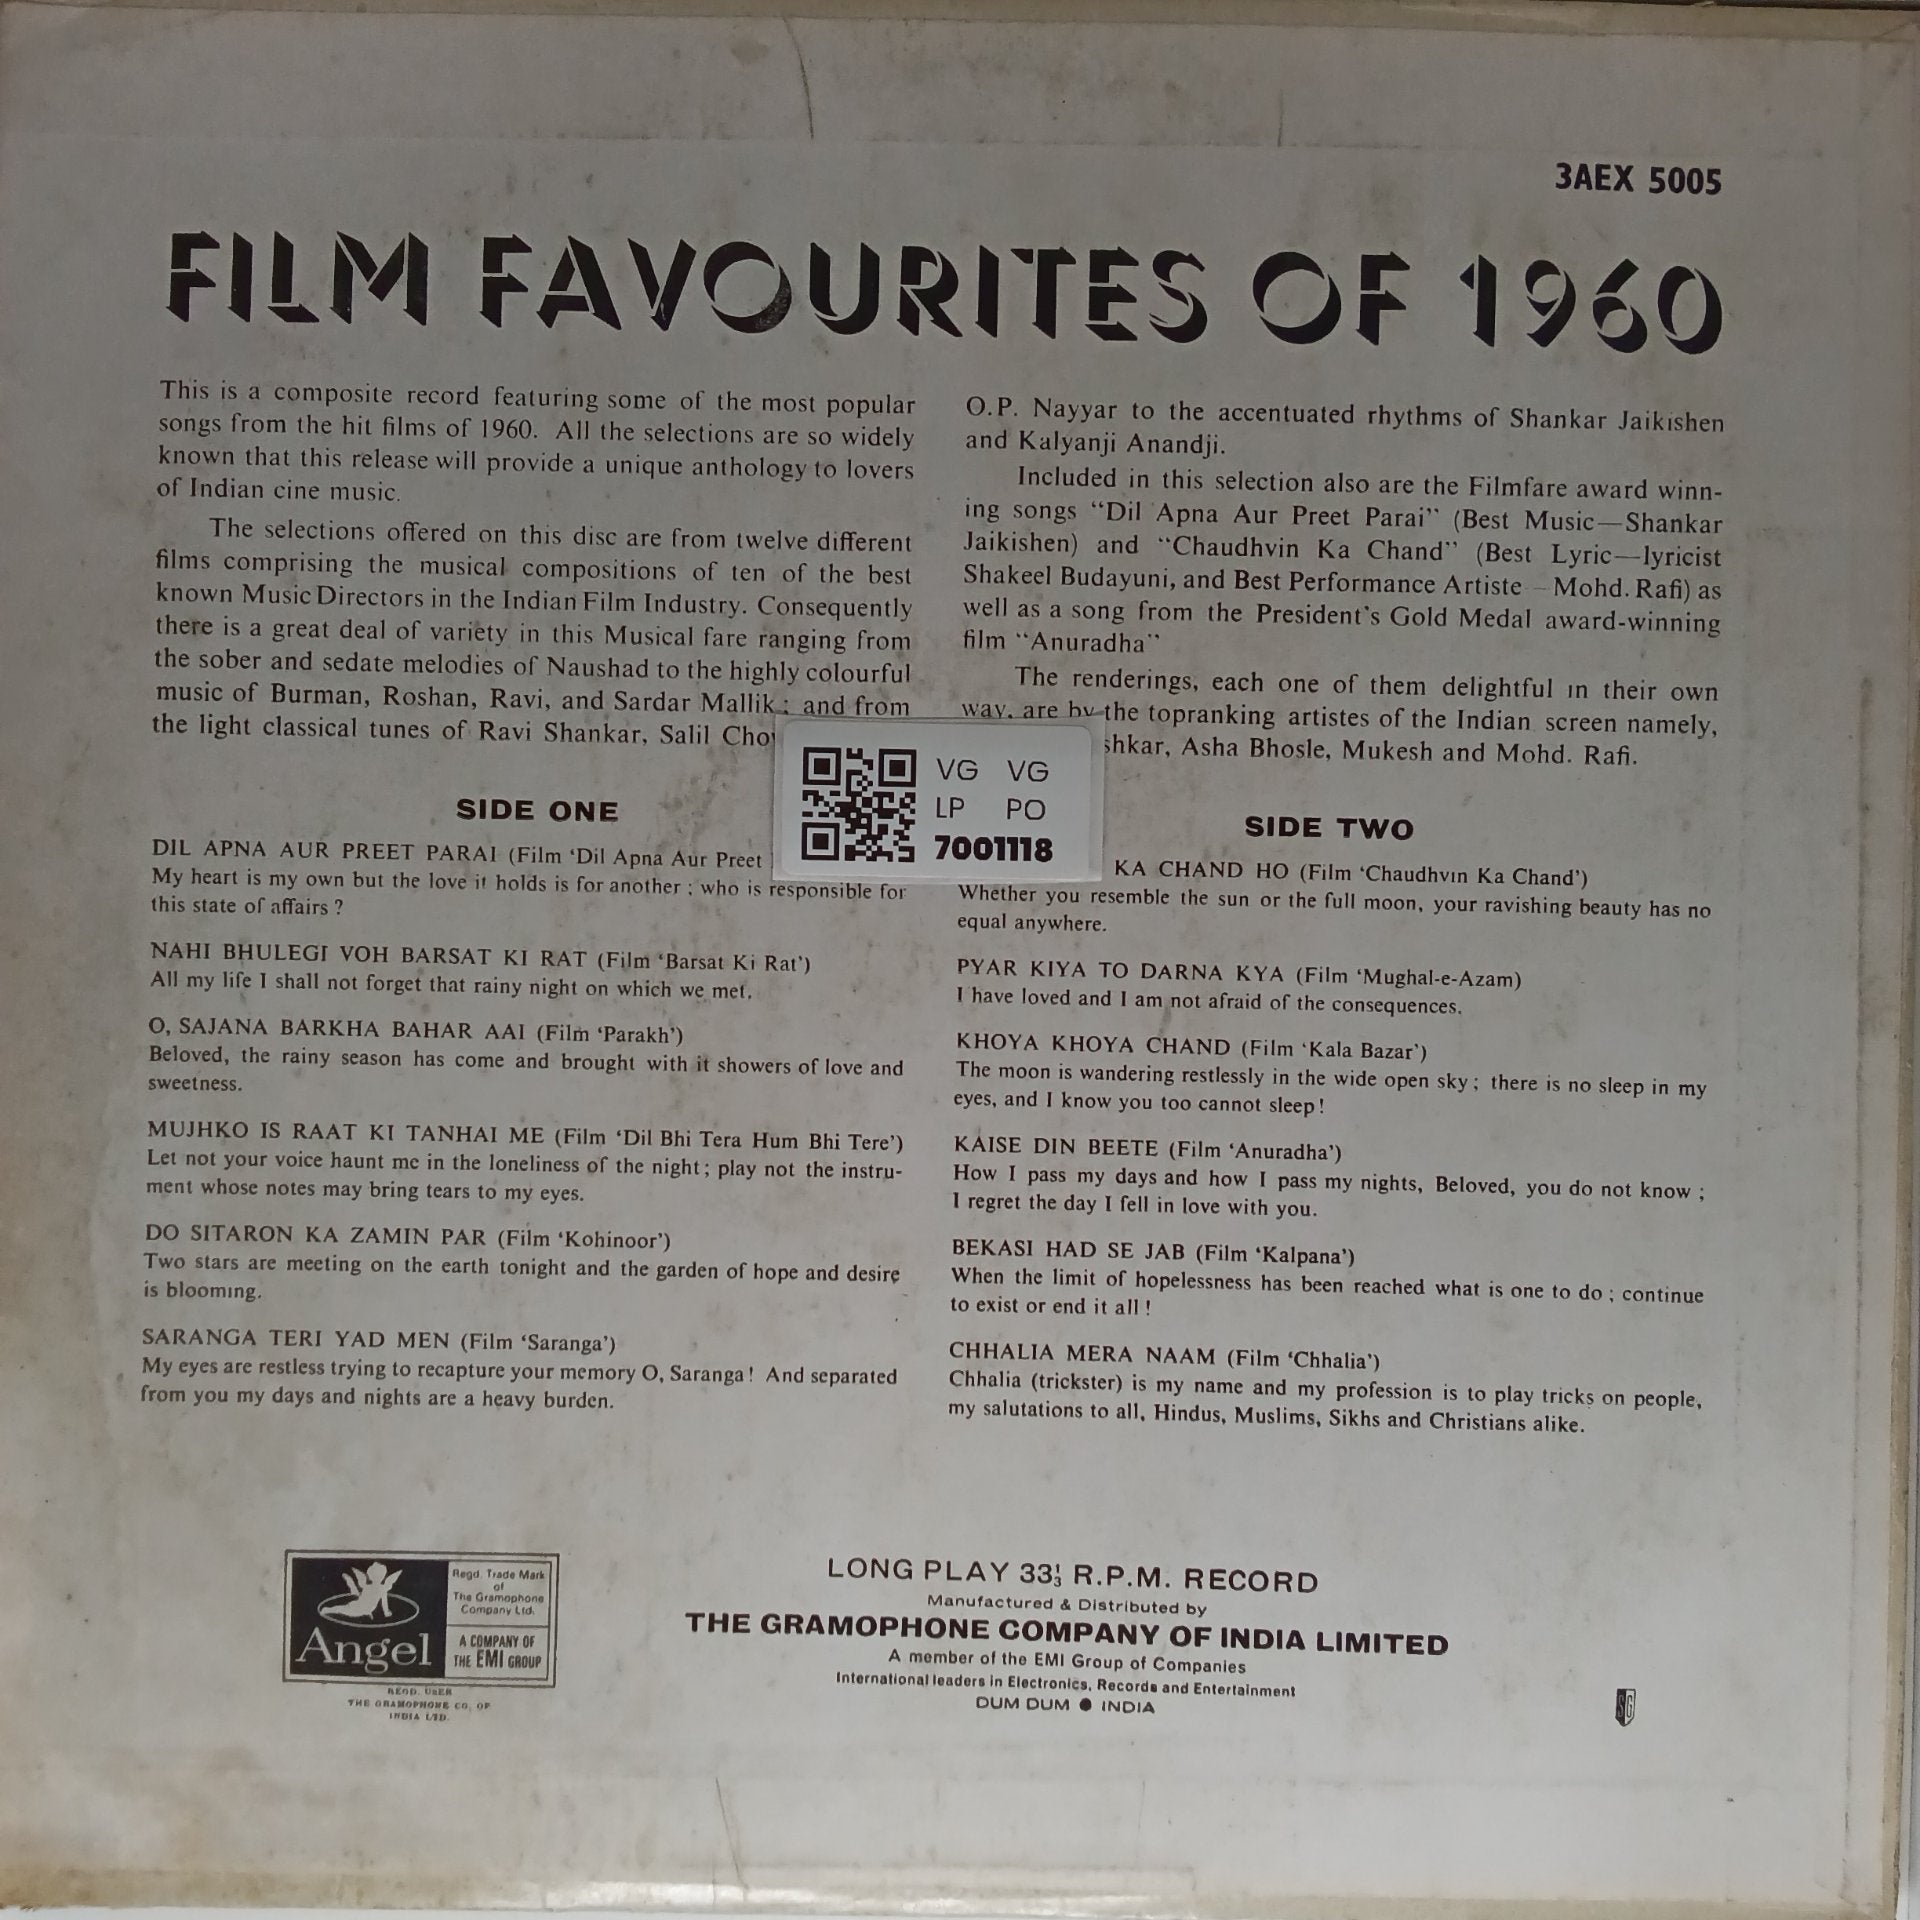 3AEX 5005
FILM FAVOURITES OF 1960
This is a composite record featuring some of the most popular
songs from the hit films of 1960. All the selections are so widely
known that this release will provide a unique anthology to lovers
of Indian cine music.
The selections offered on this disc are from twelve different
films comprising the musical compositions of ten of the best
known Music Directors in the Indian Film Industry. Consequently
there is a great deal of variety in this Musical fare ranging from
the sober and sedate melodies of Naushad to the highly colourful
music of Burman, Roshan, Ravi, and Sardar Mallik; and from
the light classical tunes of Ravi Shankar, Salil
O.P. Nayyar to the accentuated rhythms of Shankar Jaikishen
and Kalyanji Anandji.
Included in this selection also are the Filmfare award winn-
ing songs "Dil Apna Aur Preet Parai" (Best Music—Shankar
Jaikishen) and "Chaudhvin Ka Chand" (Best Lyric—lyricist
Shakeel Budayuni, and Best Performance Artiste – Mohd. Rafi) as
well as a song from the President's Gold Medal award-winning
film "Anuradha"
The renderings, each one of them delightful in their own
way, are by the topranking artistes of the Indian screen namely,
shkar, Asha Bhosle, Mukesh and Mohd. Rafi.
VG VG
LP PO
7001118
SIDE ONE
DIL APNA AUR PREET PARAI (Film 'Dil Apna Aur Preet
My heart is my own but the love it holds is for another; who is responsible for
this state of affairs?
NAHI BHULEGI VOH BARSAT KI RAT (Film 'Barsat Ki Rat')
All my life I shall not forget that rainy night on which we met.
O, SAJANA BARKHA BAHAR AAI (Film 'Parakh')
Beloved, the rainy season has come and brought with it showers of love and
sweetness.
MUJHKO IS RAAT KI TANHAI ME (Film 'Dil Bhi Tera Hum Bhi Tere')
Let not your voice haunt me in the loneliness of the night; play not the instru-
ment whose notes may bring tears to my eyes.
DO SITARON KA ZAMIN PAR (Film 'Kohinoor')
Two stars are meeting on the earth tonight and the garden of hope and desire
is blooming.
SARANGA TERI YAD MEN (Film 'Saranga')
My eyes are restless trying to recapture your memory O, Saranga! And separated
from you my days and nights are a heavy burden.
SIDE TWO
KA CHAND HO (Film 'Chaudhvin Ka Chand')
Whether you resemble the sun or the full moon, your ravishing beauty has no
equal anywhere.
PYAR KIYA TO DARNA KYA (Film 'Mughal-e-Azam)
I have loved and I am not afraid of the consequences.
KHOYA KHOYA CHAND (Film 'Kala Bazar')
The moon is wandering restlessly in the wide open sky; there is no sleep in my
eyes, and I know you too cannot sleep!
KAISE DIN BEETE (Film 'Anuradha')
How I pass my days and how I pass my nights, Beloved, you do not know;
I regret the day I fell in love with you.
BEKASI HAD SE JAB (Film 'Kalpana')
When the limit of hopelessness has been reached what is one to do; continue
to exist or end it all!
CHHALIA MERA NAAM (Film 'Chhalia')
Chhalia (trickster) is my name and my profession is to play tricks on people,
my salutations to all, Hindus, Muslims, Sikhs and Christians alike.
Angel
Regd. Trade Mark
of
The Gramophone
Company Ltd.
A COMPANY OF
THE EMI GROUP
REGD. USER
THE GRAMOPHONE CO. OF
INDIA LTD.
LONG PLAY 33⅓ R.P.M. RECORD
Manufactured & Distributed by
THE GRAMOPHONE COMPANY OF INDIA LIMITED
A member of the EMI Group of Companies
International leaders in Electronics, Records and Entertainment
DUM DUM ● INDIA
SG